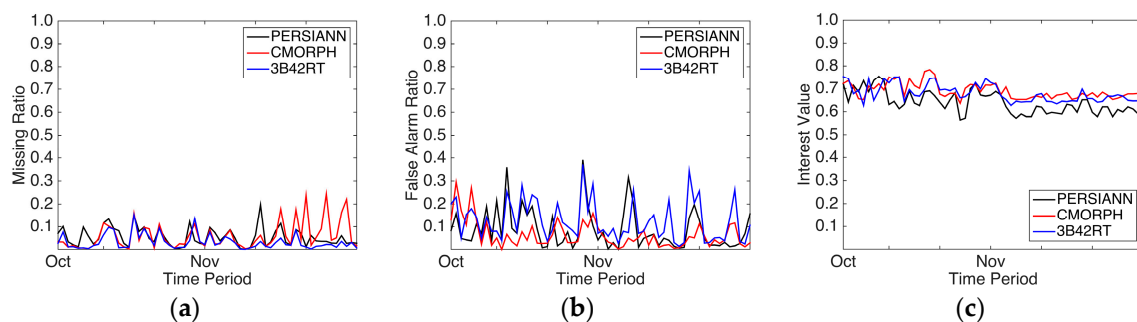 1.0
0.9
0.8
0.7
0.6
0.5
0.4
0.3
0.2
0.1
Missing Ratio
PERSIANN
CMORPH
3B42RT
Oct Nov
Time Period
(a)
1.0
0.9
0.8
0.7
0.6
0.5
0.4
0.3
0.2
0.1
False Alarm Ratio
PERSIANN
CMORPH
3B42RT
Oct Nov
Time Period
(b)
1.0
0.9
0.8
0.7
0.6
0.5
0.4
0.3
0.2
0.1
Interest Value
PERSIANN
CMORPH
3B42RT
Oct Nov
Time Period
(c)